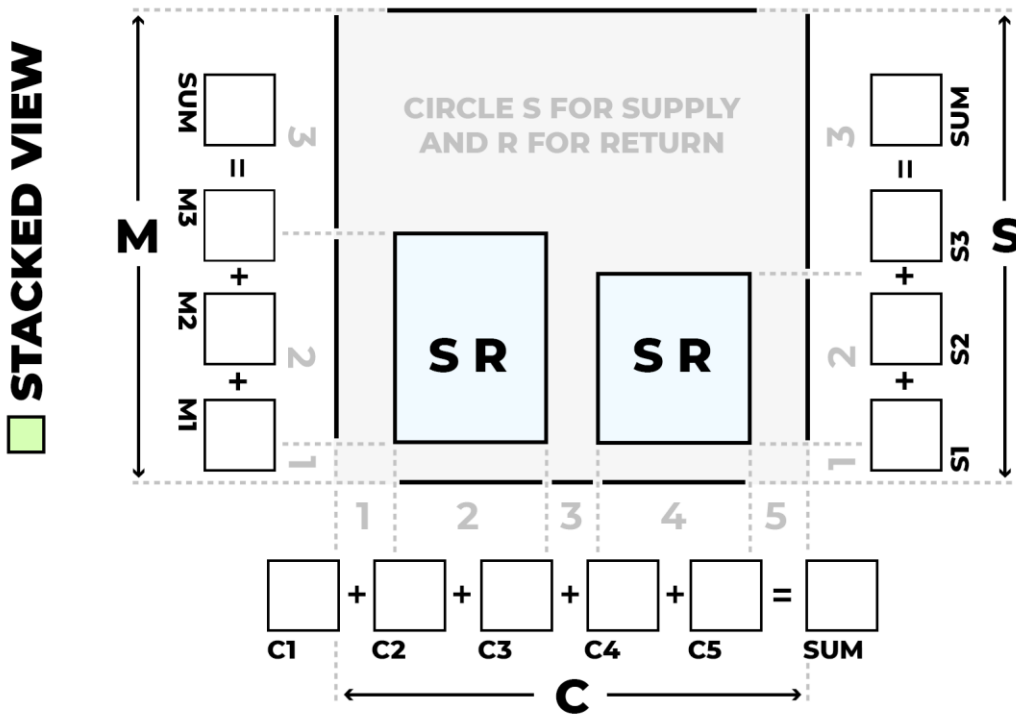 STACKED VIEW
M
SUM
=
M3
+
M2
+
M1
3
2
1
CIRCLE S FOR SUPPLY
AND R FOR RETURN
S R
S R
3
2
1
SUM
=
S3
+
S2
+
S1
S
1 2 3 4 5
+ + + + =
C1 C2 C3 C4 C5 SUM
C